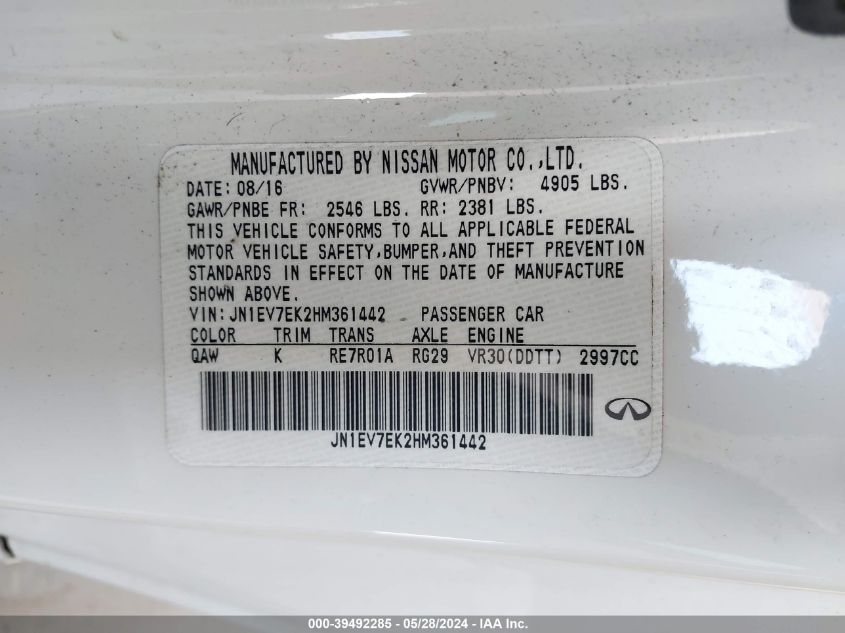 MANUFACTURED BY NISSAN MOTOR CO.,LTD.
DATE: 08/16 GVWR/PNBV: 4905 LBS.
GAWR/PNBE FR: 2546 LBS. RR: 2381 LBS.
THIS VEHICLE CONFORMS TO ALL APPLICABLE FEDERAL
MOTOR VEHICLE SAFETY,BUMPER,AND THEFT PREVENTION
STANDARDS IN EFFECT ON THE DATE OF MANUFACTURE
SHOWN ABOVE.
VIN:JN1EV7EK2HM361442 PASSENGER CAR
COLOR TRIM TRANS AXLE ENGINE
QAW K RE7R01A RG29 VR30(DDTT) 2997CC
JN1EV7EK2HM361442
000-39492285 - 05/28/2024 - IAA Inc.